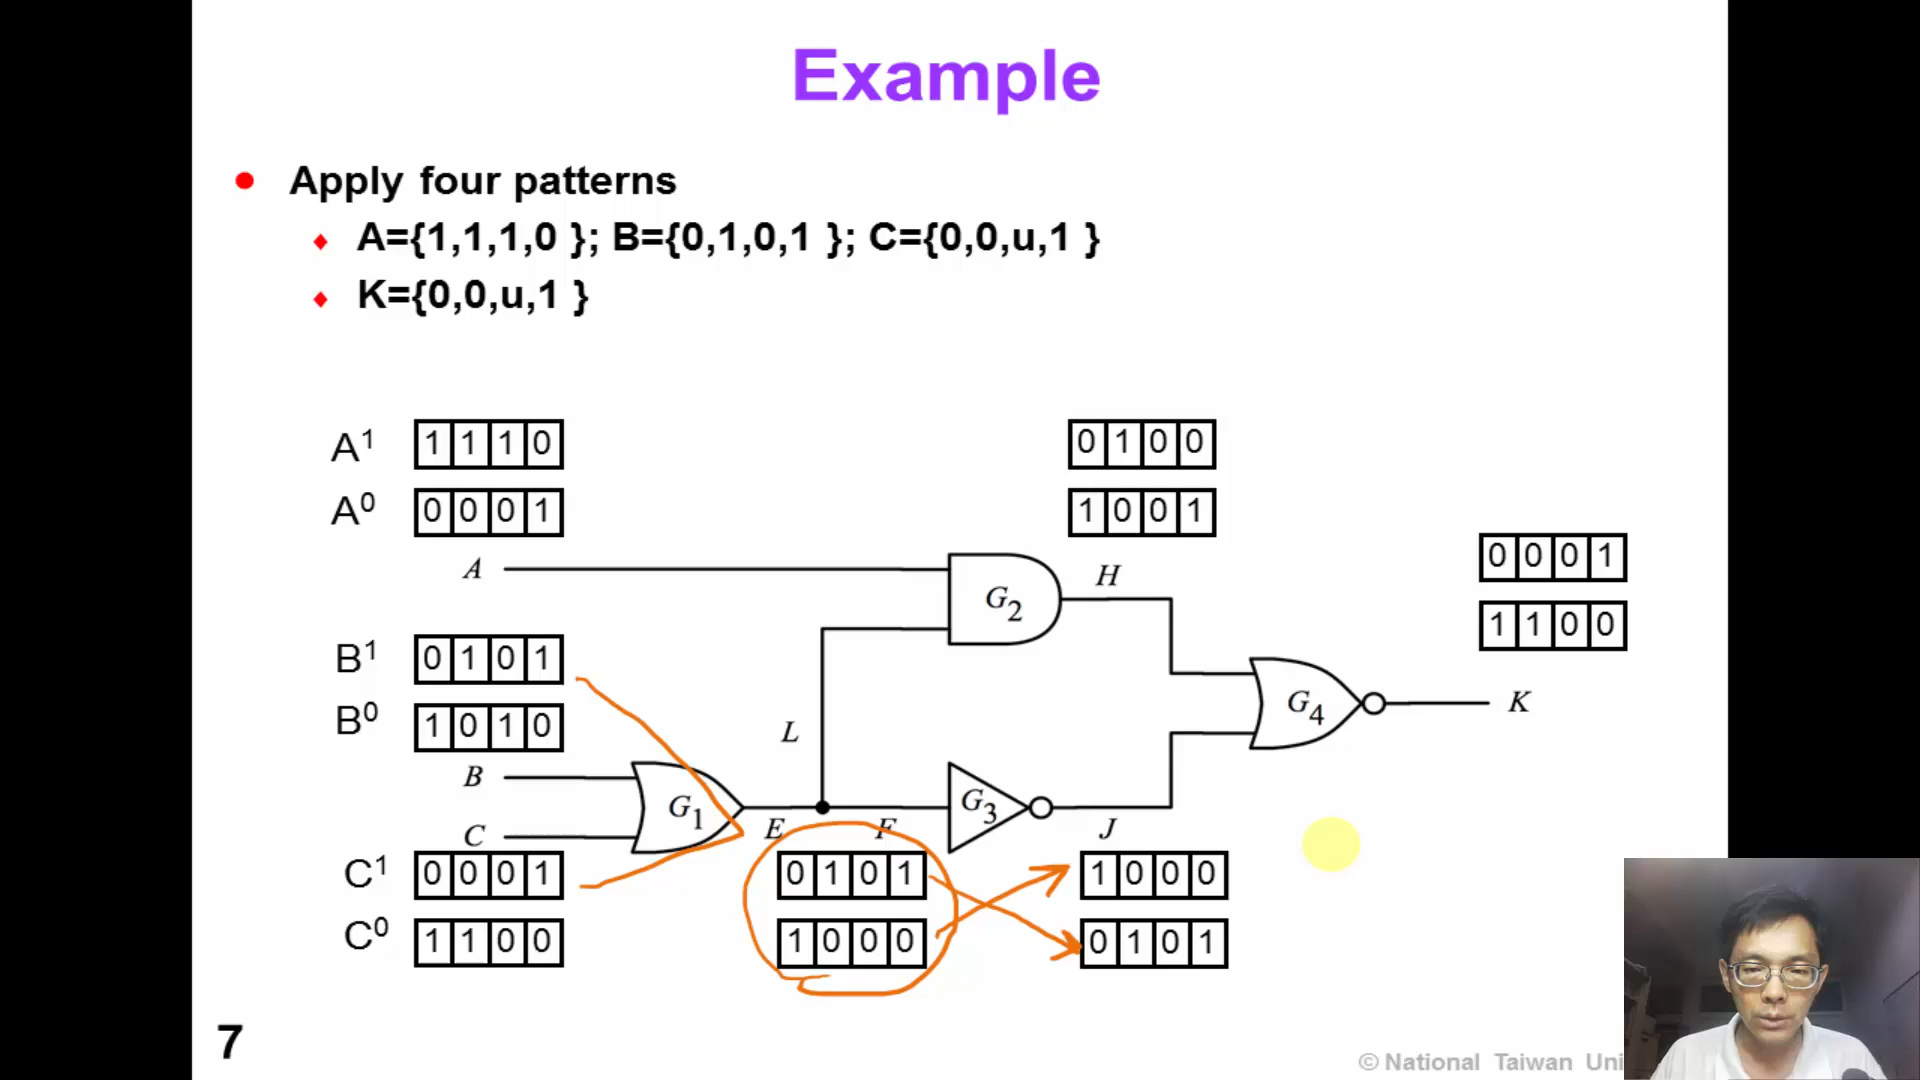 Example
Apply four patterns
A={1,1,1,0 }; B={0,1,0,1 }; C={0,0,u,1 }
K={0,0,u,1 }
A¹ 1 1 1 0
0 1 0 0
A⁰ 0 0 0 1
1 0 0 1
0 0 0 1
A
H
G₂
1 1 0 0
B¹ 0 1 0 1
B⁰ 1 0 1 0
L
G₄
K
B
G₁
G₃
C
E
F
J
C¹ 0 0 0 1
0 1 0 1
1 0 0 0
C⁰ 1 1 0 0
1 0 0 0
0 1 0 1
7
© National Taiwan Uni